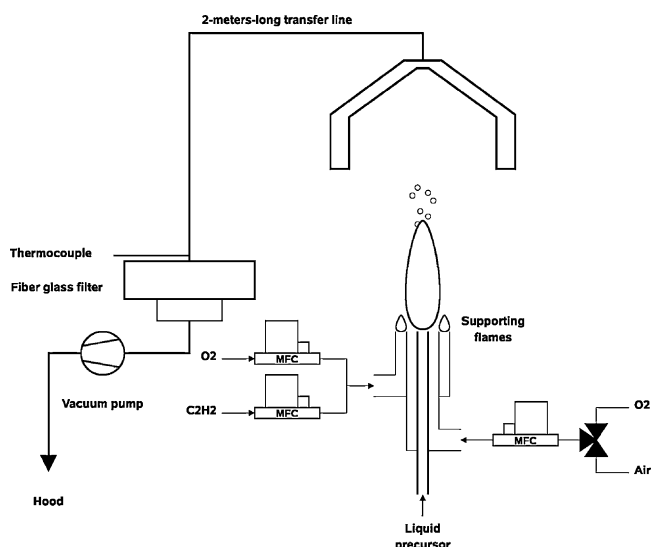 2-meters-long transfer line
Thermocouple
Fiber glass filter
Supporting
flames
O2
MFC
Vacuum pump
C2H2
MFC
O2
MFC
Air
Hood
Liquid
precursor